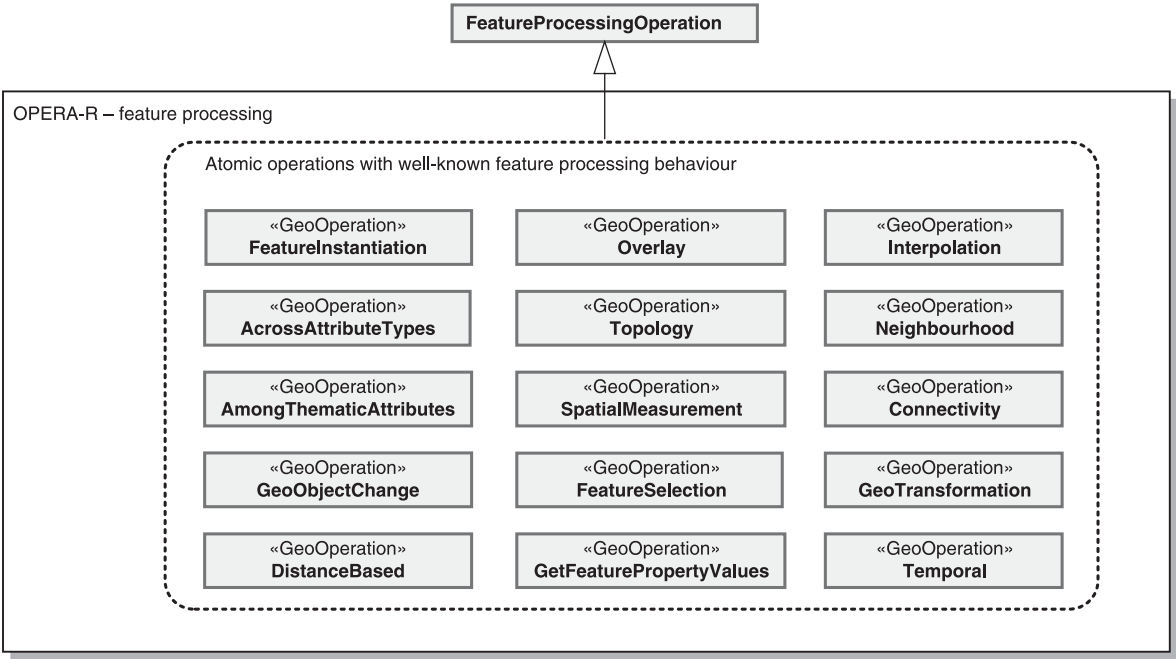 FeatureProcessingOperation
OPERA-R – feature processing
Atomic operations with well-known feature processing behaviour
«GeoOperation»
FeatureInstantiation
«GeoOperation»
Overlay
«GeoOperation»
Interpolation
«GeoOperation»
AcrossAttributeTypes
«GeoOperation»
Topology
«GeoOperation»
Neighbourhood
«GeoOperation»
AmongThematicAttributes
«GeoOperation»
SpatialMeasurement
«GeoOperation»
Connectivity
«GeoOperation»
GeoObjectChange
«GeoOperation»
FeatureSelection
«GeoOperation»
GeoTransformation
«GeoOperation»
DistanceBased
«GeoOperation»
GetFeaturePropertyValues
«GeoOperation»
Temporal